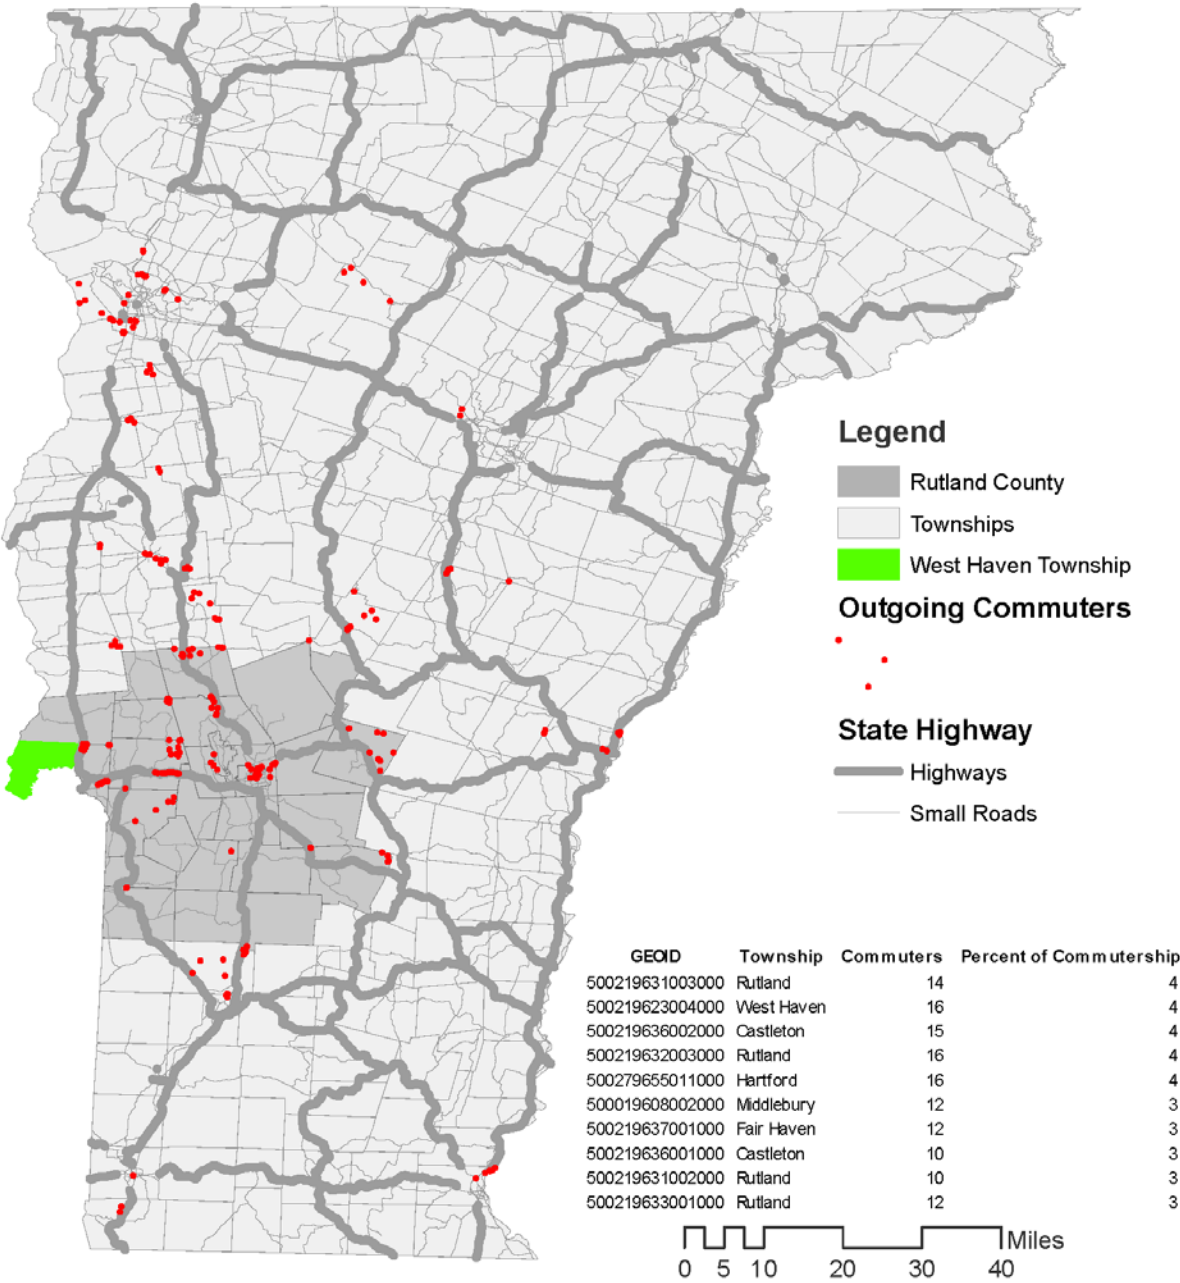 Legend
Rutland County
Townships
West Haven Township
Outgoing Commuters
State Highway
Highways
Small Roads
GEOID Township Commuters Percent of Commutership
500219631003000 Rutland 14 4
500219623004000 West Haven 16 4
500219636002000 Castleton 15 4
500219632003000 Rutland 16 4
500279655011000 Hartford 16 4
500019608002000 Middlebury 12 3
500219637001000 Fair Haven 12 3
500219636001000 Castleton 10 3
500219631002000 Rutland 10 3
500219633001000 Rutland 12 3
Miles
0 5 10 20 30 40